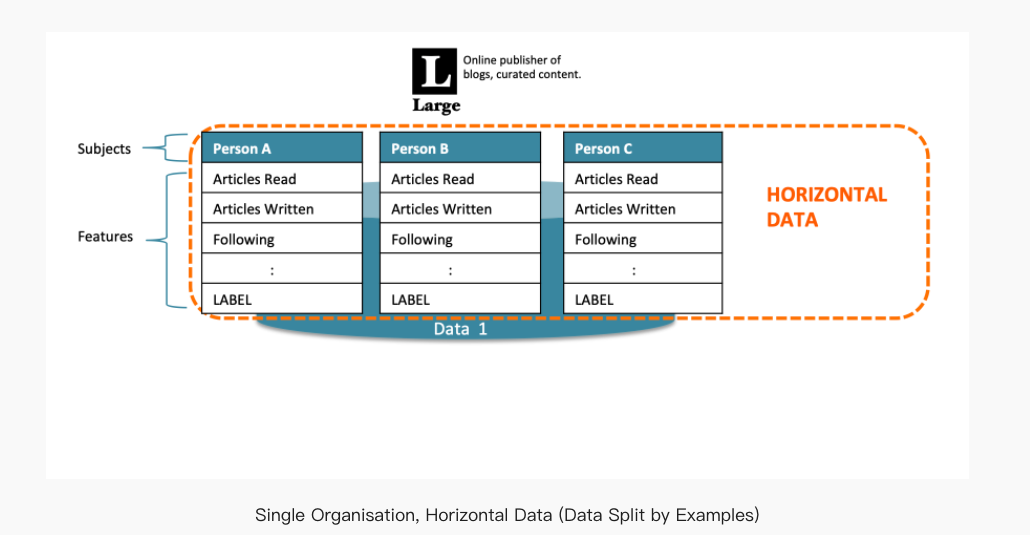 L
Online publisher of
blogs, curated content.
Large
Subjects
Features
Person A
Articles Read
Articles Written
Following
:
LABEL
Person B
Articles Read
Articles Written
Following
:
LABEL
Person C
Articles Read
Articles Written
Following
:
LABEL
HORIZONTAL
DATA
Data 1
Single Organisation, Horizontal Data (Data Split by Examples)